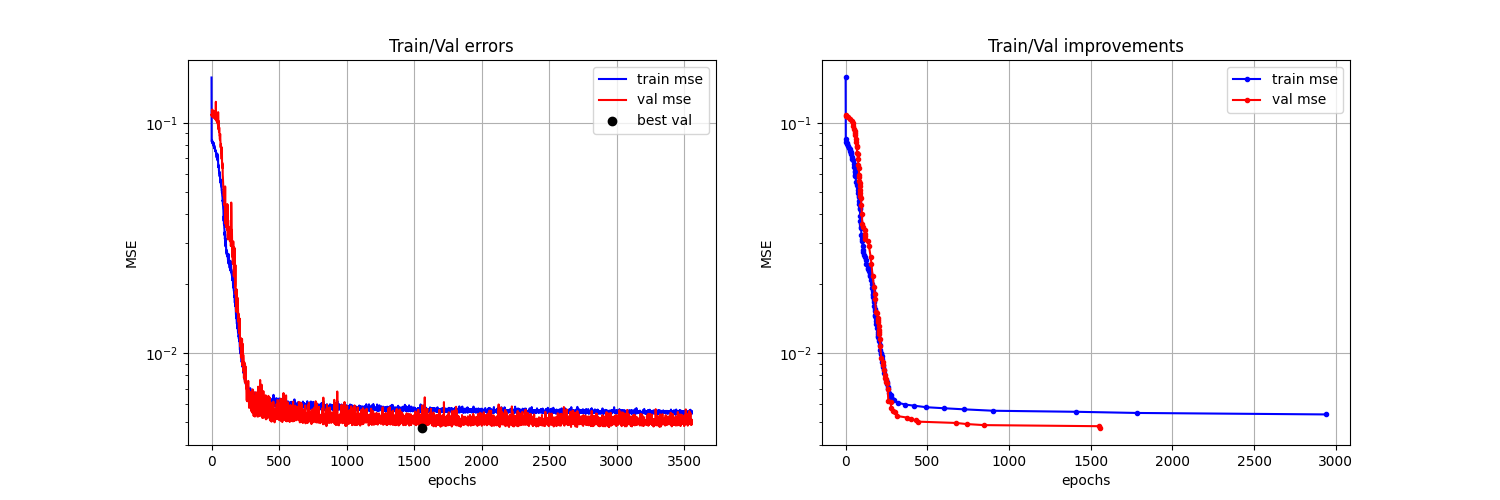 Train/Val errors
train mse
val mse
best val
10⁻¹
10⁻²
MSE
0 500 1000 1500 2000 2500 3000 3500
epochs
Train/Val improvements
train mse
val mse
10⁻¹
10⁻²
MSE
0 500 1000 1500 2000 2500 3000
epochs